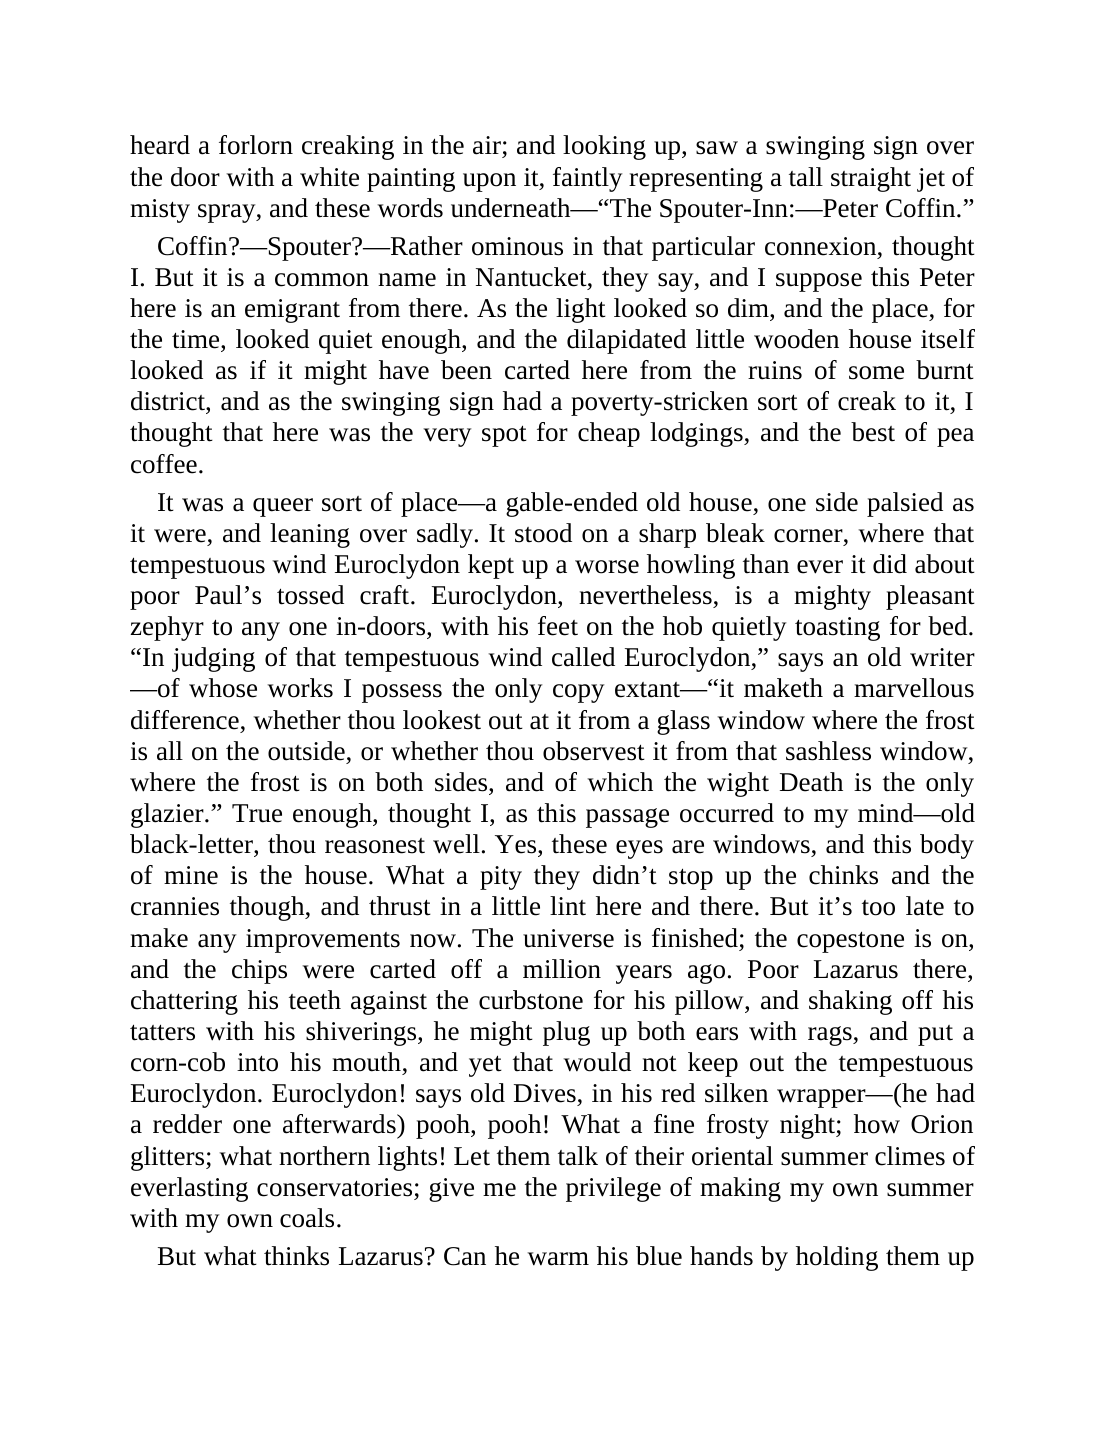 heard a forlorn creaking in the air; and looking up, saw a swinging sign over
the door with a white painting upon it, faintly representing a tall straight jet of
misty spray, and these words underneath—“The Spouter-Inn:—Peter Coffin.”
Coffin?—Spouter?—Rather ominous in that particular connexion, thought
I. But it is a common name in Nantucket, they say, and I suppose this Peter
here is an emigrant from there. As the light looked so dim, and the place, for
the time, looked quiet enough, and the dilapidated little wooden house itself
looked as if it might have been carted here from the ruins of some burnt
district, and as the swinging sign had a poverty-stricken sort of creak to it, I
thought that here was the very spot for cheap lodgings, and the best of pea
coffee.
It was a queer sort of place—a gable-ended old house, one side palsied as
it were, and leaning over sadly. It stood on a sharp bleak corner, where that
tempestuous wind Euroclydon kept up a worse howling than ever it did about
poor Paul’s tossed craft. Euroclydon, nevertheless, is a mighty pleasant
zephyr to any one in-doors, with his feet on the hob quietly toasting for bed.
“In judging of that tempestuous wind called Euroclydon,” says an old writer
—of whose works I possess the only copy extant—“it maketh a marvellous
difference, whether thou lookest out at it from a glass window where the frost
is all on the outside, or whether thou observest it from that sashless window,
where the frost is on both sides, and of which the wight Death is the only
glazier.” True enough, thought I, as this passage occurred to my mind—old
black-letter, thou reasonest well. Yes, these eyes are windows, and this body
of mine is the house. What a pity they didn’t stop up the chinks and the
crannies though, and thrust in a little lint here and there. But it’s too late to
make any improvements now. The universe is finished; the copestone is on,
and the chips were carted off a million years ago. Poor Lazarus there,
chattering his teeth against the curbstone for his pillow, and shaking off his
tatters with his shiverings, he might plug up both ears with rags, and put a
corn-cob into his mouth, and yet that would not keep out the tempestuous
Euroclydon. Euroclydon! says old Dives, in his red silken wrapper—(he had
a redder one afterwards) pooh, pooh! What a fine frosty night; how Orion
glitters; what northern lights! Let them talk of their oriental summer climes of
everlasting conservatories; give me the privilege of making my own summer
with my own coals.
But what thinks Lazarus? Can he warm his blue hands by holding them up